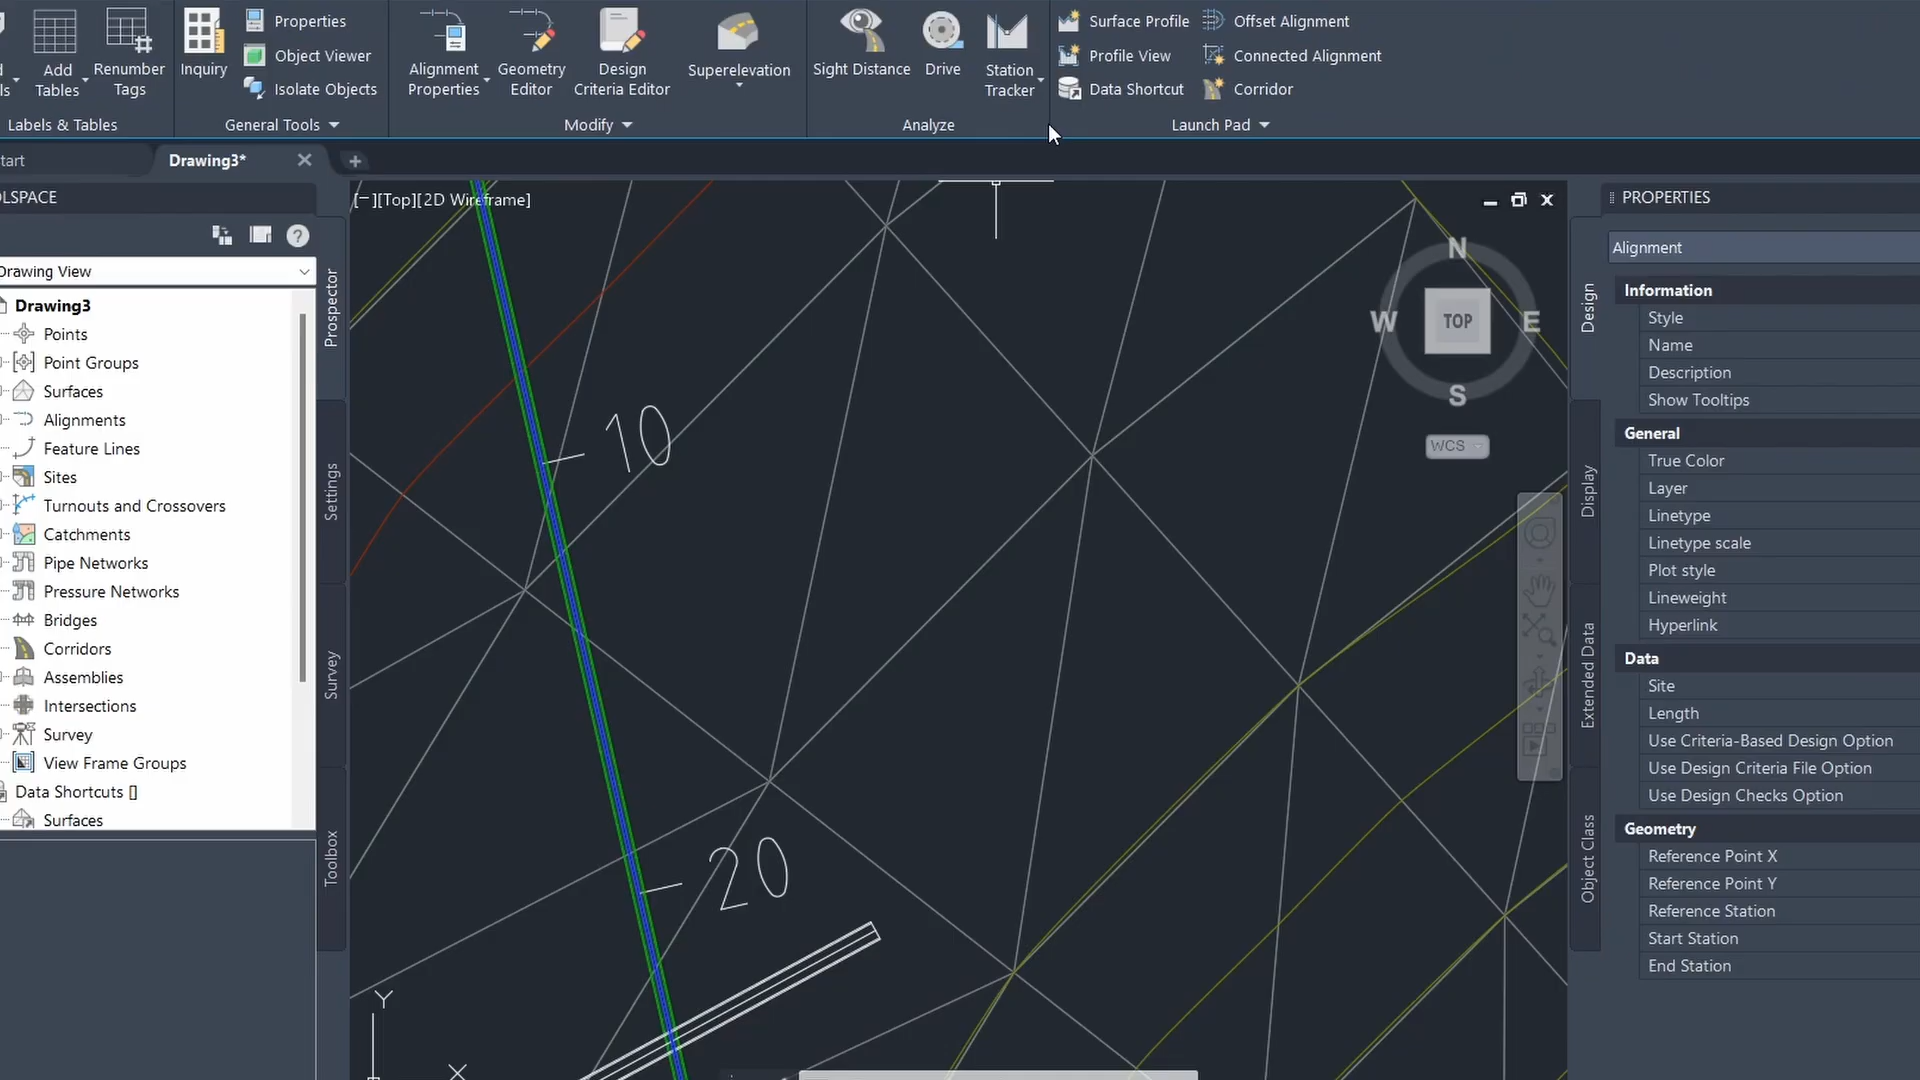 Add
Tables
Renumber
Tags
Labels & Tables
Inquiry
Properties
Object Viewer
Isolate Objects
General Tools
Alignment
Properties
Geometry
Editor
Design
Criteria Editor
Superelevation
Modify
Sight Distance
Drive
Station
Tracker
Analyze
Surface Profile
Profile View
Data Shortcut
Offset Alignment
Connected Alignment
Corridor
Launch Pad
tart
Drawing3*
OLSPACE
Drawing View
Drawing3
Points
Point Groups
Surfaces
Alignments
Feature Lines
Sites
Turnouts and Crossovers
Catchments
Pipe Networks
Pressure Networks
Bridges
Corridors
Assemblies
Intersections
Survey
View Frame Groups
Data Shortcuts []
Surfaces
Prospector
Settings
Survey
Toolbox
[−][Top][2D Wireframe]
10
20
Y
X
N
W
TOP
E
S
WCS
Design
Display
Extended Data
Object Class
PROPERTIES
Alignment
Information
Style
Name
Description
Show Tooltips
General
True Color
Layer
Linetype
Linetype scale
Plot style
Lineweight
Hyperlink
Data
Site
Length
Use Criteria-Based Design Option
Use Design Criteria File Option
Use Design Checks Option
Geometry
Reference Point X
Reference Point Y
Reference Station
Start Station
End Station